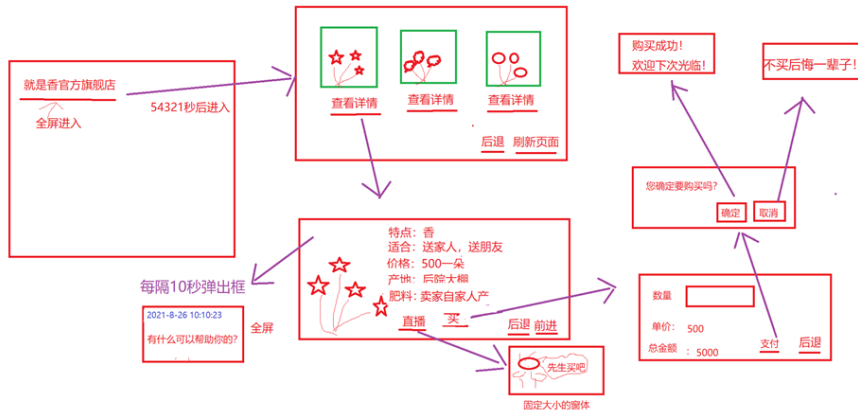 就是香官方旗舰店
全屏进入
54321秒后进入
查看详情
查看详情
查看详情
后退
刷新页面
购买成功！
欢迎下次光临！
不买后悔一辈子！
您确定要购买吗？
确定
取消
特点：香
适合：送家人，送朋友
价格：500一朵
产地：后院大棚
肥料：卖家自家人产
直播
买
后退
前进
每隔10秒弹出框
2021-8-26 10:10:23
有什么可以帮助你的？
全屏
先生买吧
固定大小的窗体
数量
单价： 500
总金额 ：5000
支付
后退